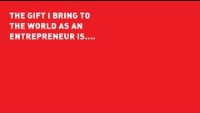 THE GIFT I BRING TO
THE WORLD AS AN
ENTREPRENEUR IS....